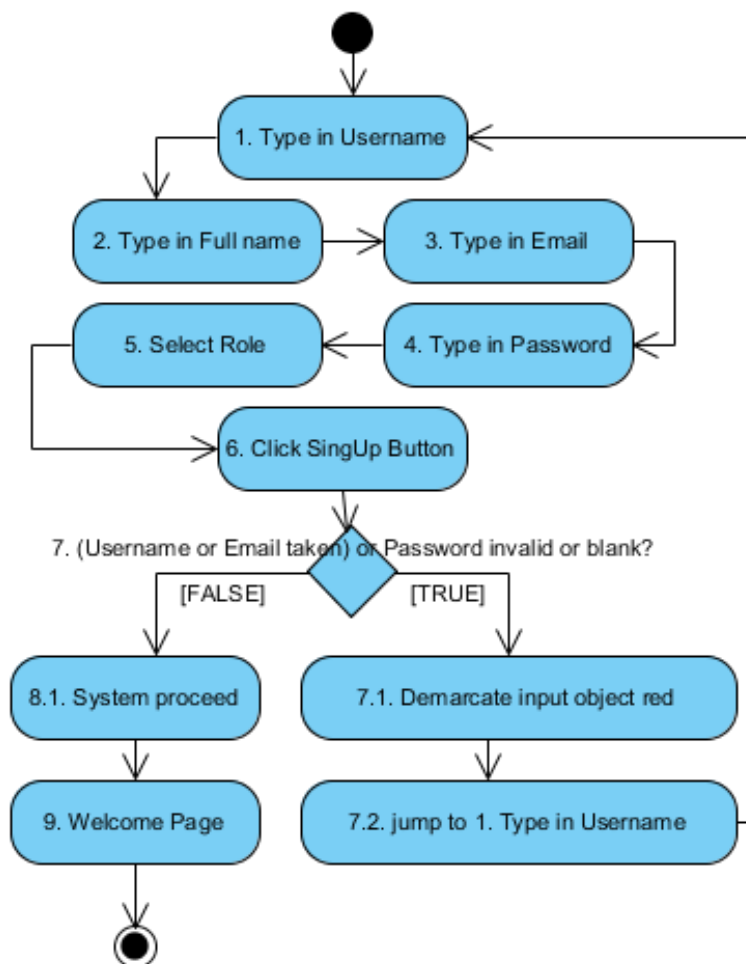 1. Type in Username
2. Type in Full name
3. Type in Email
5. Select Role
4. Type in Password
6. Click SingUp Button
7. (Username or Email taken) or Password invalid or blank?
[FALSE]
[TRUE]
8.1. System proceed
7.1. Demarcate input object red
9. Welcome Page
7.2. jump to 1. Type in Username